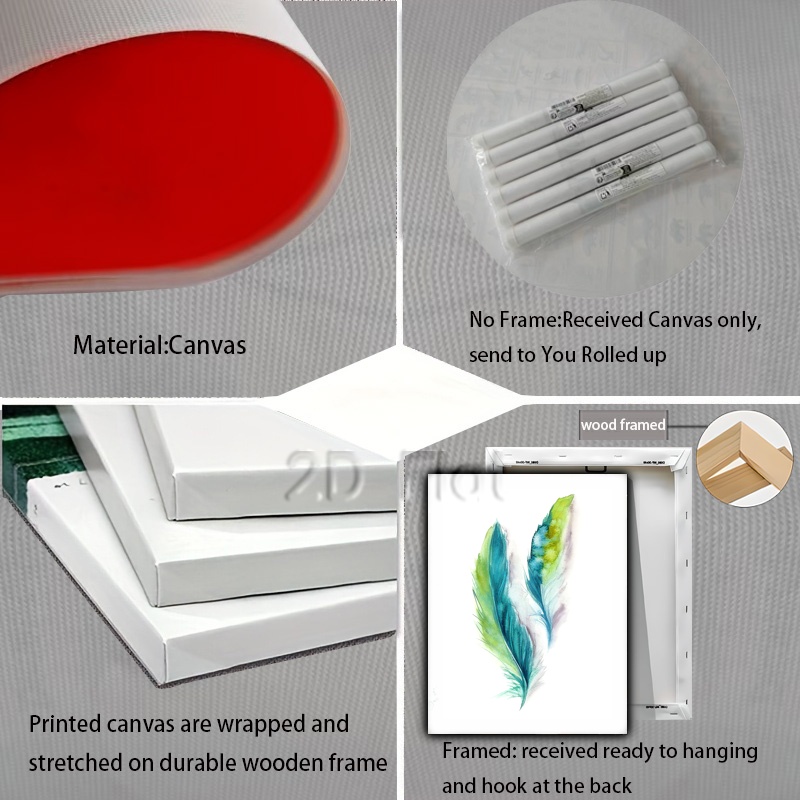 Material:Canvas
No Frame:Received Canvas only,
send to You Rolled up
wood framed
2D Flat
Printed canvas are wrapped and
stretched on durable wooden frame
Framed: received ready to hanging
and hook at the back